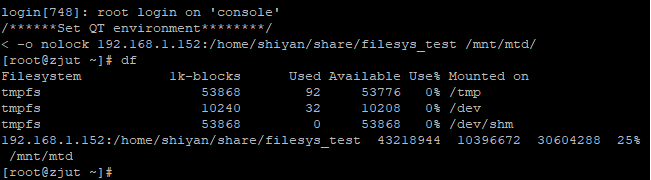 login[748]: root login on 'console'
/******Set QT environment********/
< -o nolock 192.168.1.152:/home/shiyan/share/filesys_test /mnt/mtd/
[root@zjut ~]# df
Filesystem 1k-blocks Used Available Use% Mounted on
tmpfs 53868 92 53776 0% /tmp
tmpfs 10240 32 10208 0% /dev
tmpfs 53868 0 53868 0% /dev/shm
192.168.1.152:/home/shiyan/share/filesys_test 43218944 10396672 30604288 25%
/mnt/mtd
[root@zjut ~]#